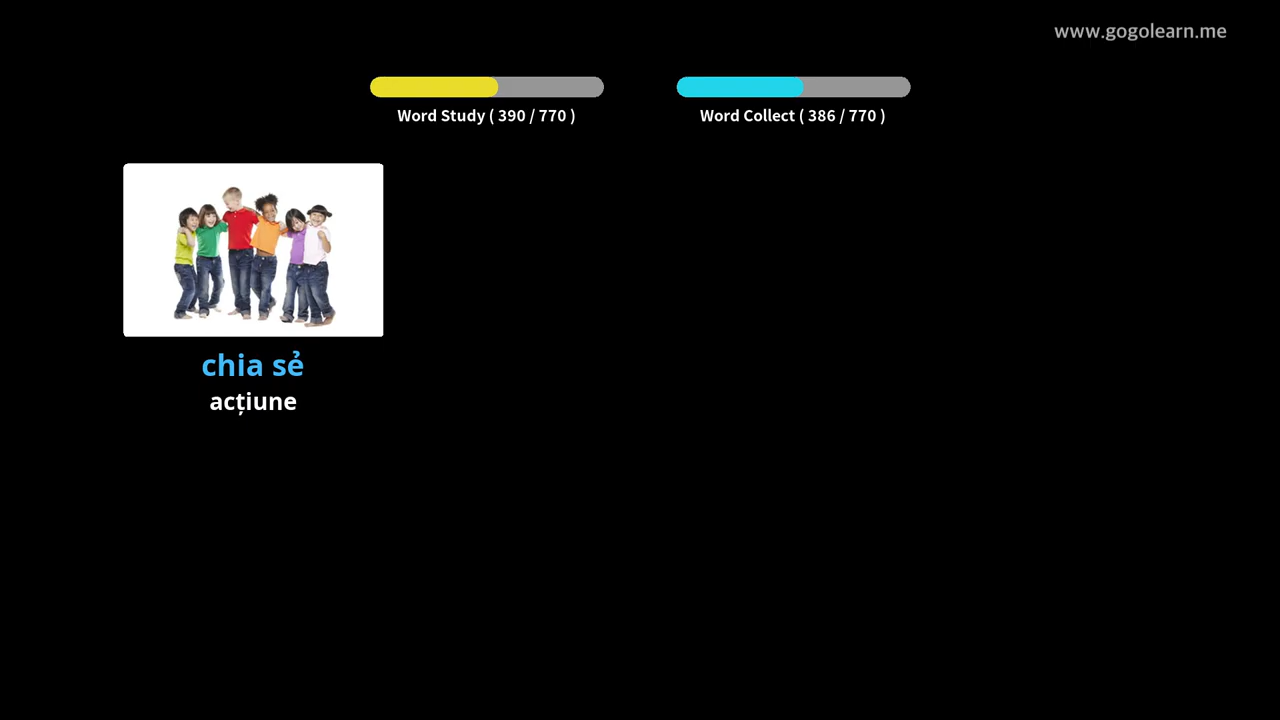 www.gogolearn.me
Word Study ( 390 / 770 )
Word Collect ( 386 / 770 )
chia sẻ
acțiune